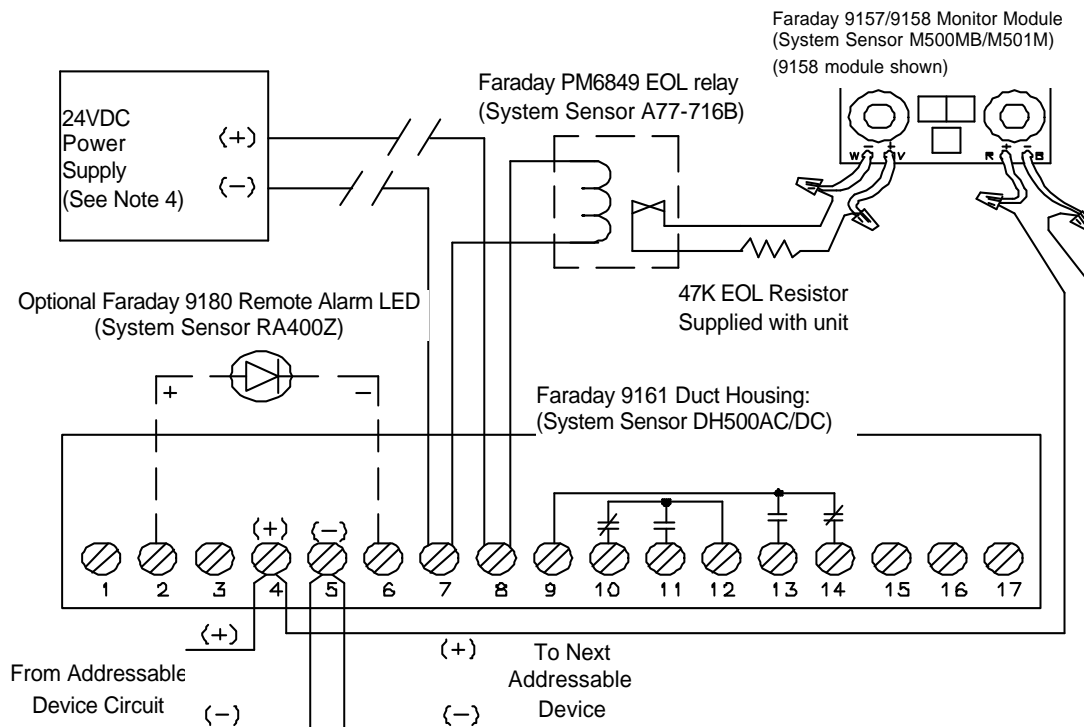 Faraday 9157/9158 Monitor Module
(System Sensor M500MB/M501M)
(9158 module shown)
Faraday PM6849 EOL relay
(System Sensor A77-716B)
24VDC
Power
Supply
(See Note 4)
(+)
(-)
- +
W V
+ -
R B
47K EOL Resistor
Supplied with unit
Optional Faraday 9180 Remote Alarm LED
(System Sensor RA400Z)
+ -
Faraday 9161 Duct Housing:
(System Sensor DH500AC/DC)
(+) (-)
1 2 3 4 5 6 7 8 9 10 11 12 13 14 15 16 17
(+)
From Addressable
Device Circuit
(-)
(+)
To Next
Addressable
Device
(-)